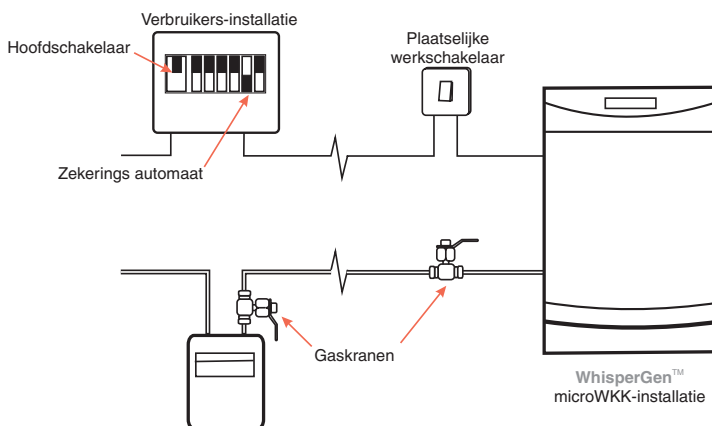 Verbruikers-installatie
Hoofdschakelaar
Plaatselijke
werkschakelaar
Zekerings automaat
Gaskranen
WhisperGen™
microWKK-installatie